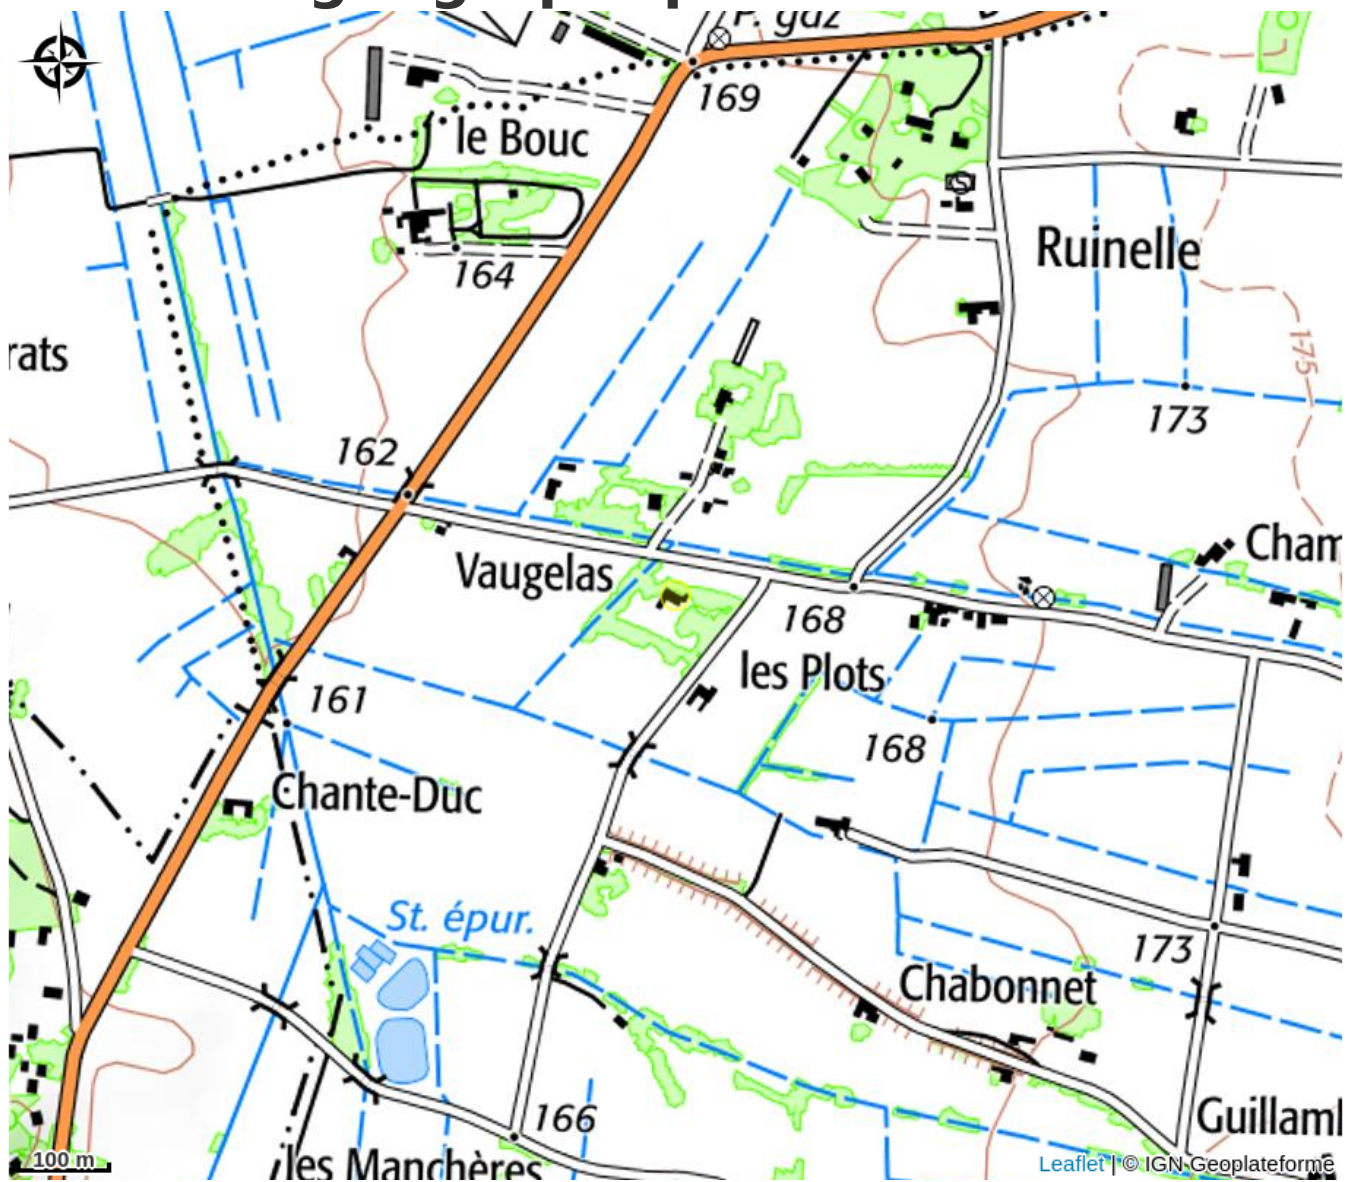 P. gaz
169
le Bouc
164
Ruinelle
rats
175
162
173
Cham
Vaugelas
168
les Plots
161
168
Chante-Duc
St. épur.
173
Chabonnet
166
Guillaml
100 m
les Manchères
Leaflet | © IGN Geoplateforme